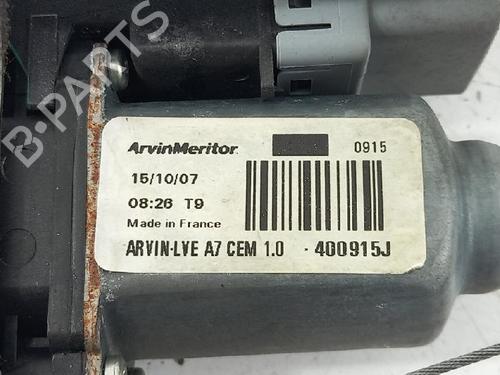 B-PARTS
ArvinMeritor 0915
15/10/07
08:26 T9
Made in France
ARVIN-LVE A7 CEM 1.0 - 400915J